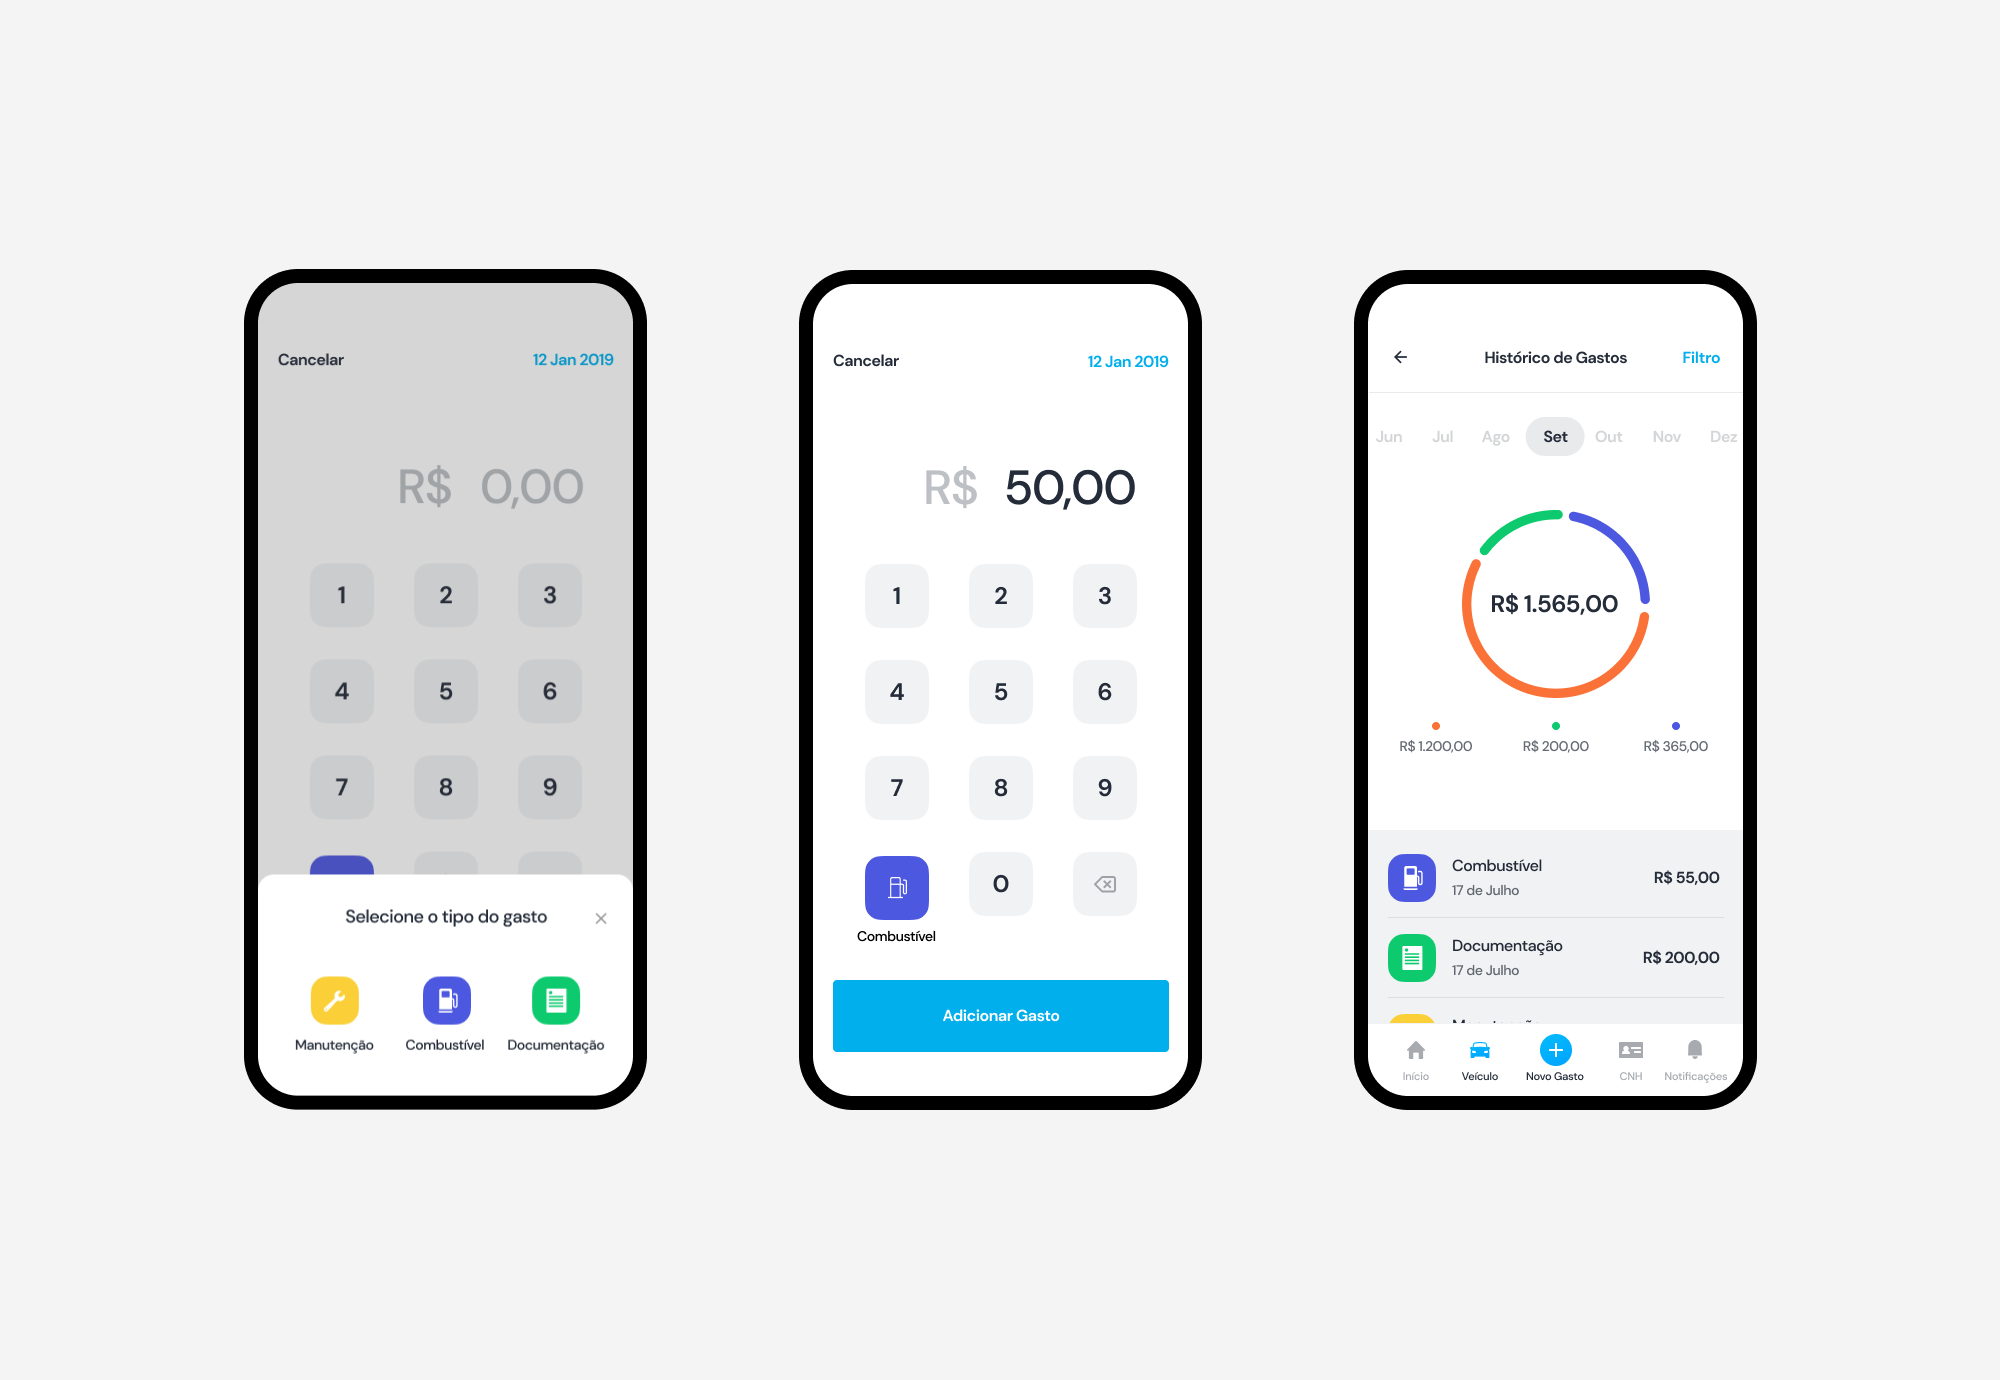 Cancelar 12 Jan 2019
R$ 0,00
1 2 3
4 5 6
7 8 9
Selecione o tipo do gasto
Manutenção Combustível Documentação
Cancelar 12 Jan 2019
R$ 50,00
1 2 3
4 5 6
7 8 9
0
Combustível
Adicionar Gasto
Histórico de Gastos Filtro
Jun Jul Ago Set Out Nov Dez
R$ 1.565,00
R$ 1.200,00 R$ 200,00 R$ 365,00
Combustível
17 de Julho
R$ 55,00
Documentação
17 de Julho
R$ 200,00
Início Veículo Novo Gasto CNH Notificações